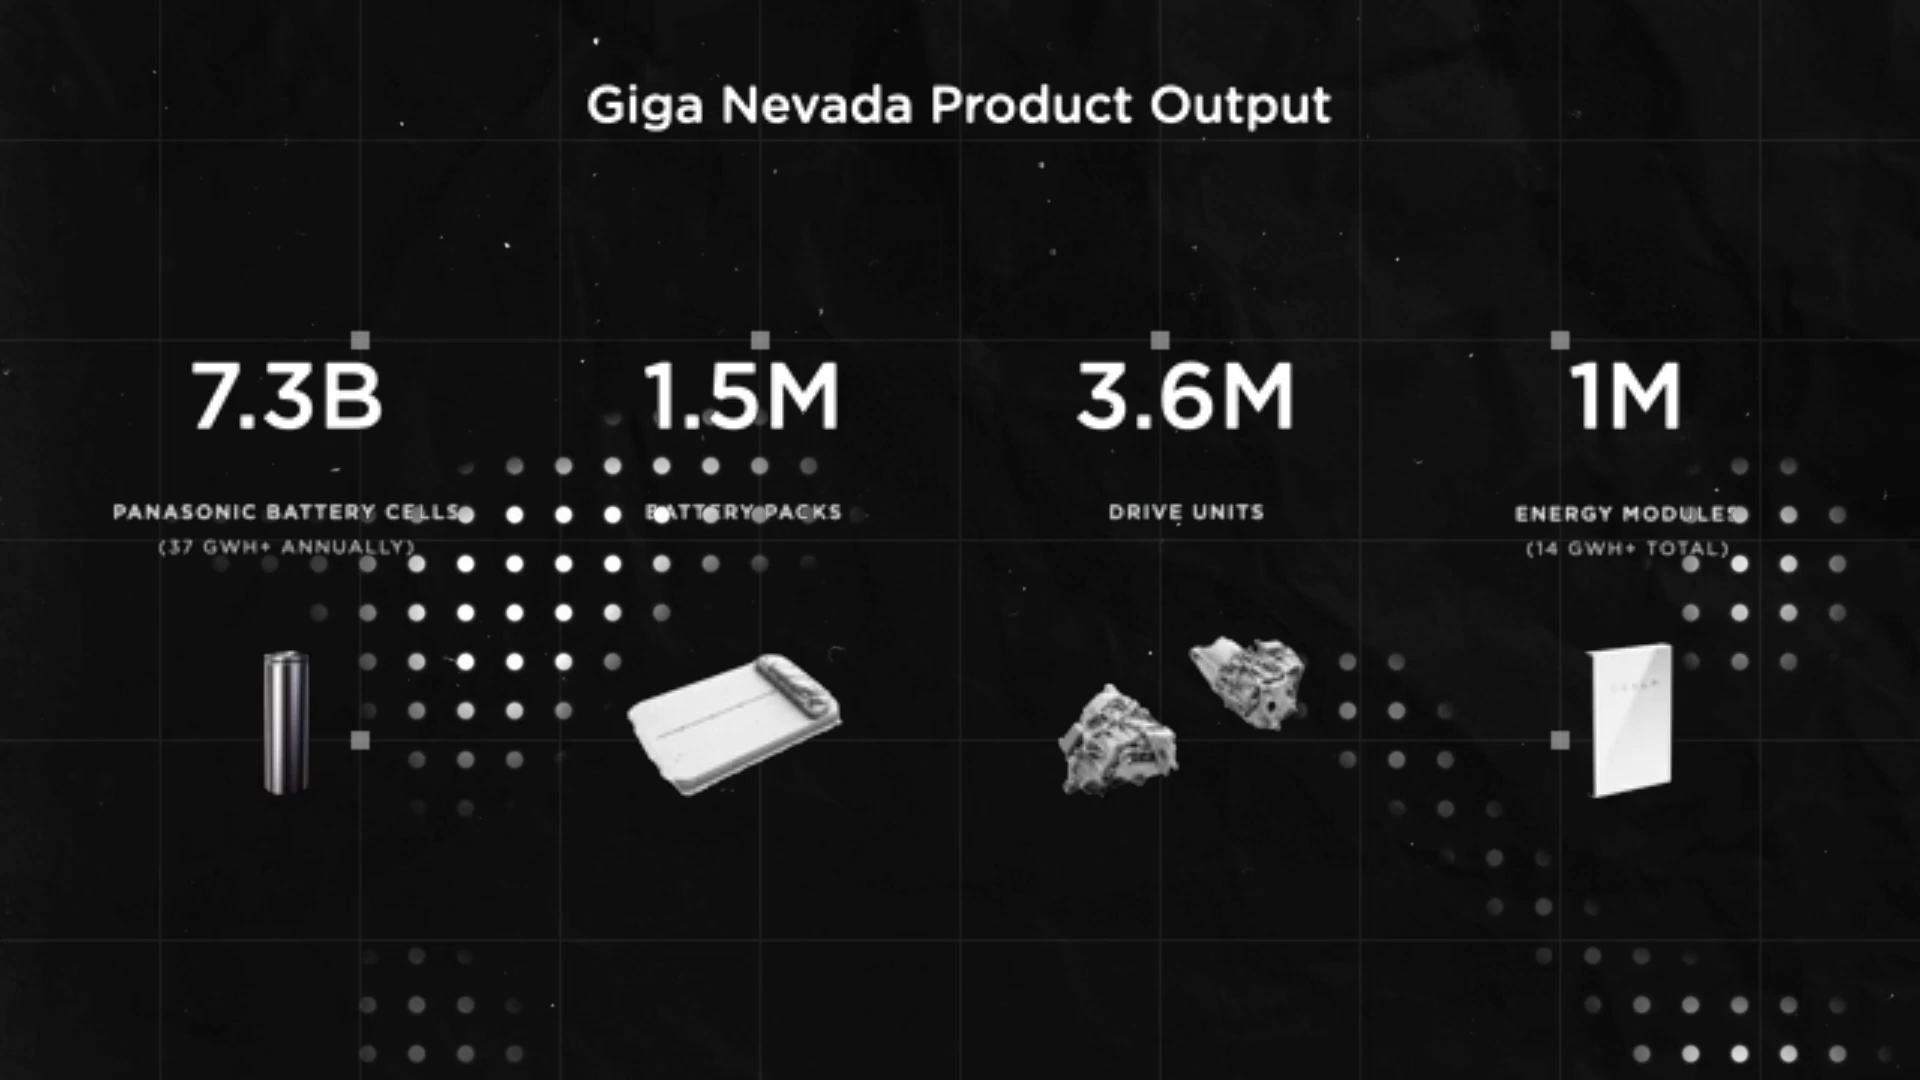 Giga Nevada Product Output
7.3B
PANASONIC BATTERY CELLS
(37 GWH+ ANNUALLY)
1.5M
BATTERY PACKS
3.6M
DRIVE UNITS
1M
ENERGY MODULES
(14 GWH+ TOTAL)